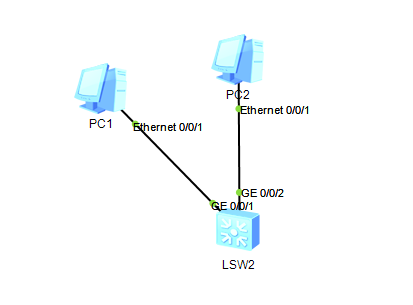 PC2
Ethernet 0/0/1
PC1
Ethernet 0/0/1
GE 0/0/2
GE 0/0/1
LSW2